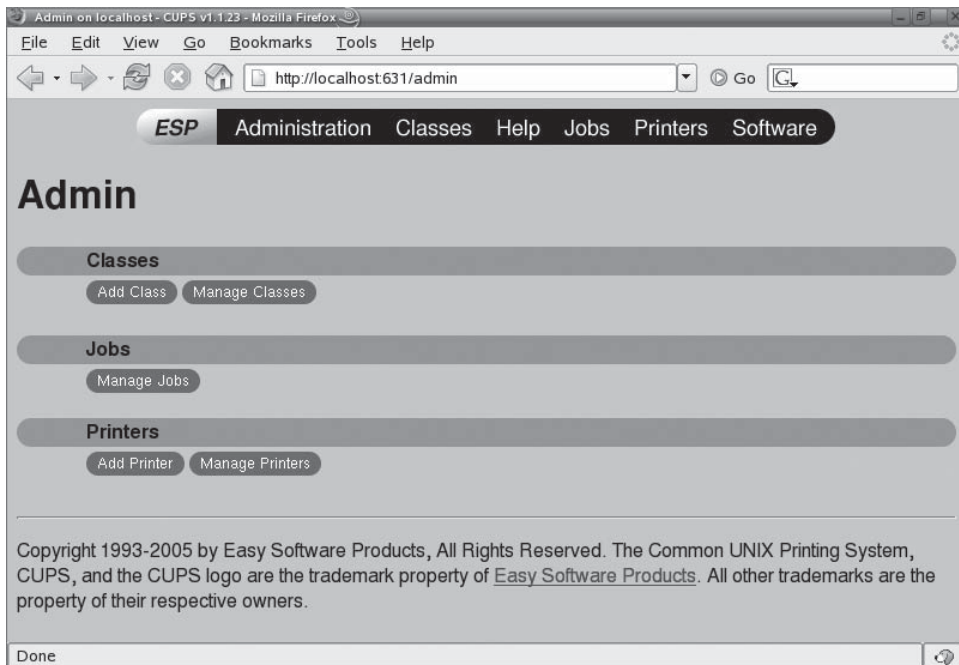 Admin on localhost - CUPS v1.1.23 - Mozilla Firefox
File Edit View Go Bookmarks Tools Help
http://localhost:631/admin Go G
ESP Administration Classes Help Jobs Printers Software
Admin
Classes
Add Class Manage Classes
Jobs
Manage Jobs
Printers
Add Printer Manage Printers
Copyright 1993-2005 by Easy Software Products, All Rights Reserved. The Common UNIX Printing System,
CUPS, and the CUPS logo are the trademark property of Easy Software Products. All other trademarks are the
property of their respective owners.
Done